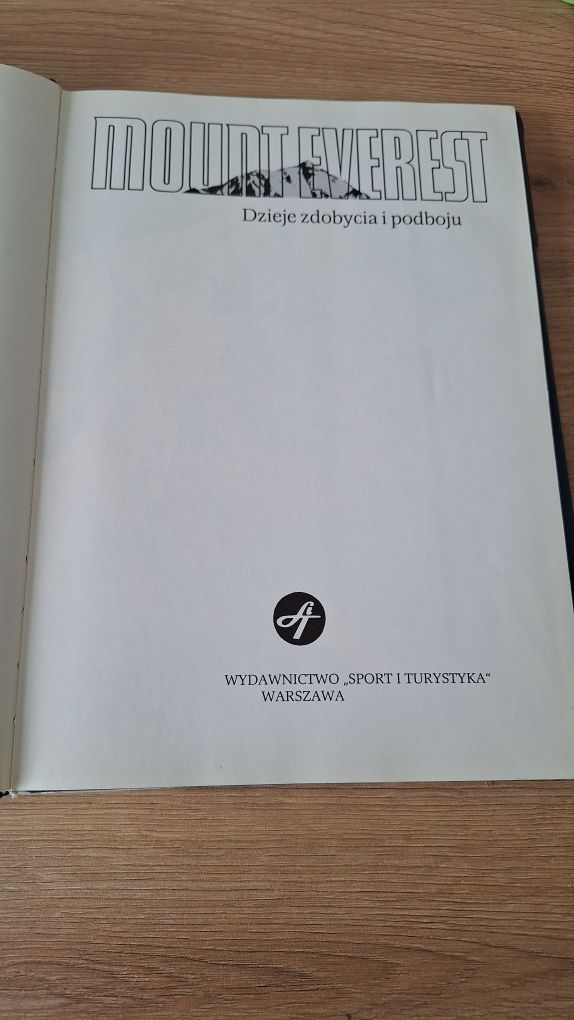 MOUNT EVEREST
Dzieje zdobycia i podboju
WYDAWNICTWO „SPORT I TURYSTYKA“
WARSZAWA